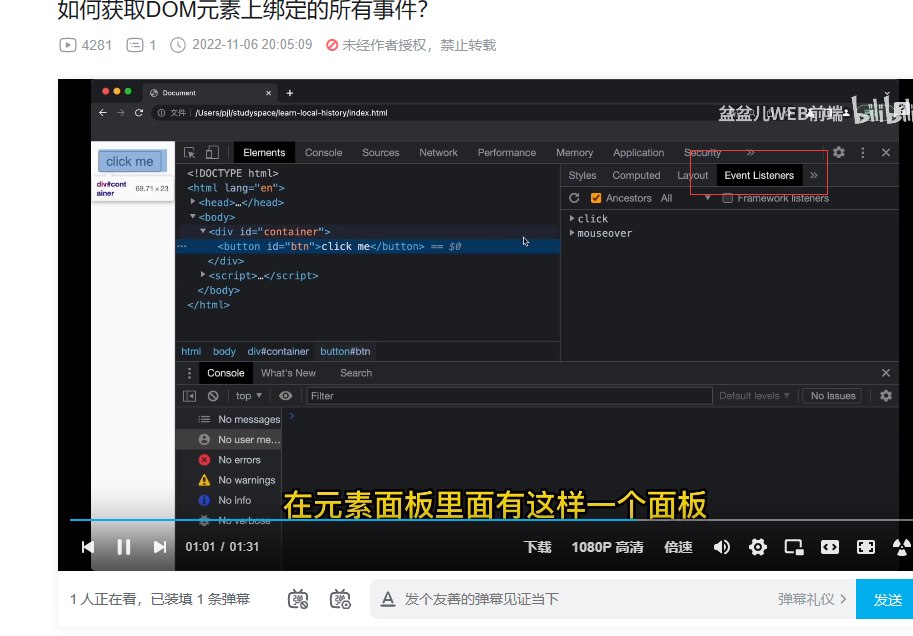 如何获取DOM元素上绑定的所有事件？
4281 1 2022-11-06 20:05:09 未经作者授权，禁止转载
Document × +
文件 /Users/pjl/studyspace/learn-local-history/index.html
盆盆儿WEB前端 bilibili
click me
div#cont
ainer 69.71 × 23
Elements Console Sources Network Performance Memory Application Security »
<!DOCTYPE html>
<html lang="en">
<head>…</head>
<body>
<div id="container">
<button id="btn">click me</button> == $0
</div>
<script>…</script>
</body>
</html>
Styles Computed Layout Event Listeners »
Ancestors All Framework listeners
click
mouseover
html body div#container button#btn
Console What's New Search
top Filter Default levels No Issues
No messages
No user me…
No errors
No warnings
No info
No verbose
在元素面板里面有这样一个面板
01:01 / 01:31 下载 1080P 高清 倍速
1 人正在看，已装填 1 条弹幕 发个友善的弹幕见证当下 弹幕礼仪 > 发送